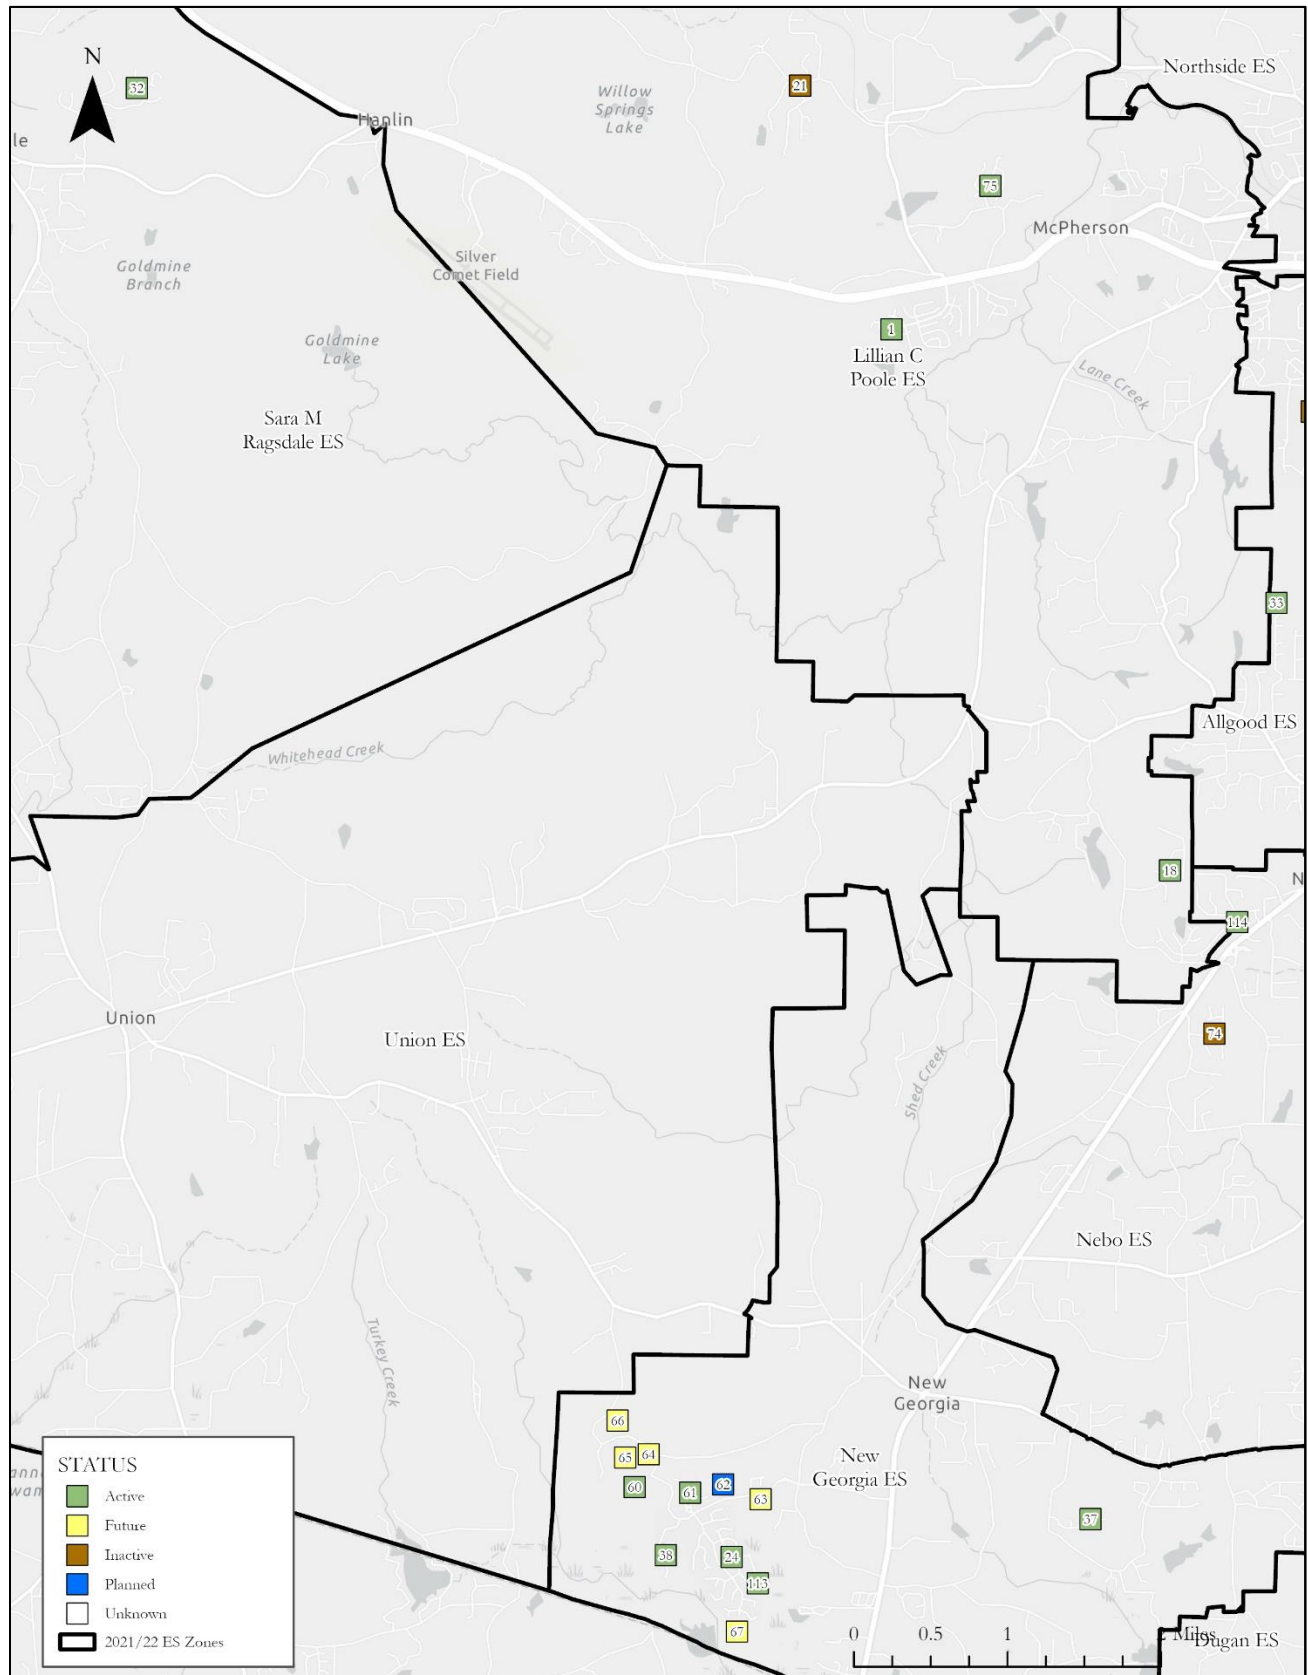 Northside ES
N
32
21
Willow
Springs
Lake
Hanlin
le
75
McPherson
Silver
Comet Field
Goldmine
Branch
1
Goldmine
Lake
Lillian C
Poole ES
Lane Creek
Sara M
Ragsdale ES
33
Allgood ES
Whitehead Creek
18
N
114
Union
74
Union ES
Shed Creek
Nebo ES
Turkey Creek
New
Georgia
66
65
64
New
Georgia ES
60
61
62
63
37
38
24
113
67
STATUS
Active
Future
Inactive
Planned
Unknown
2021/22 ES Zones
0 0.5 1 2 Miles
Dugan ES